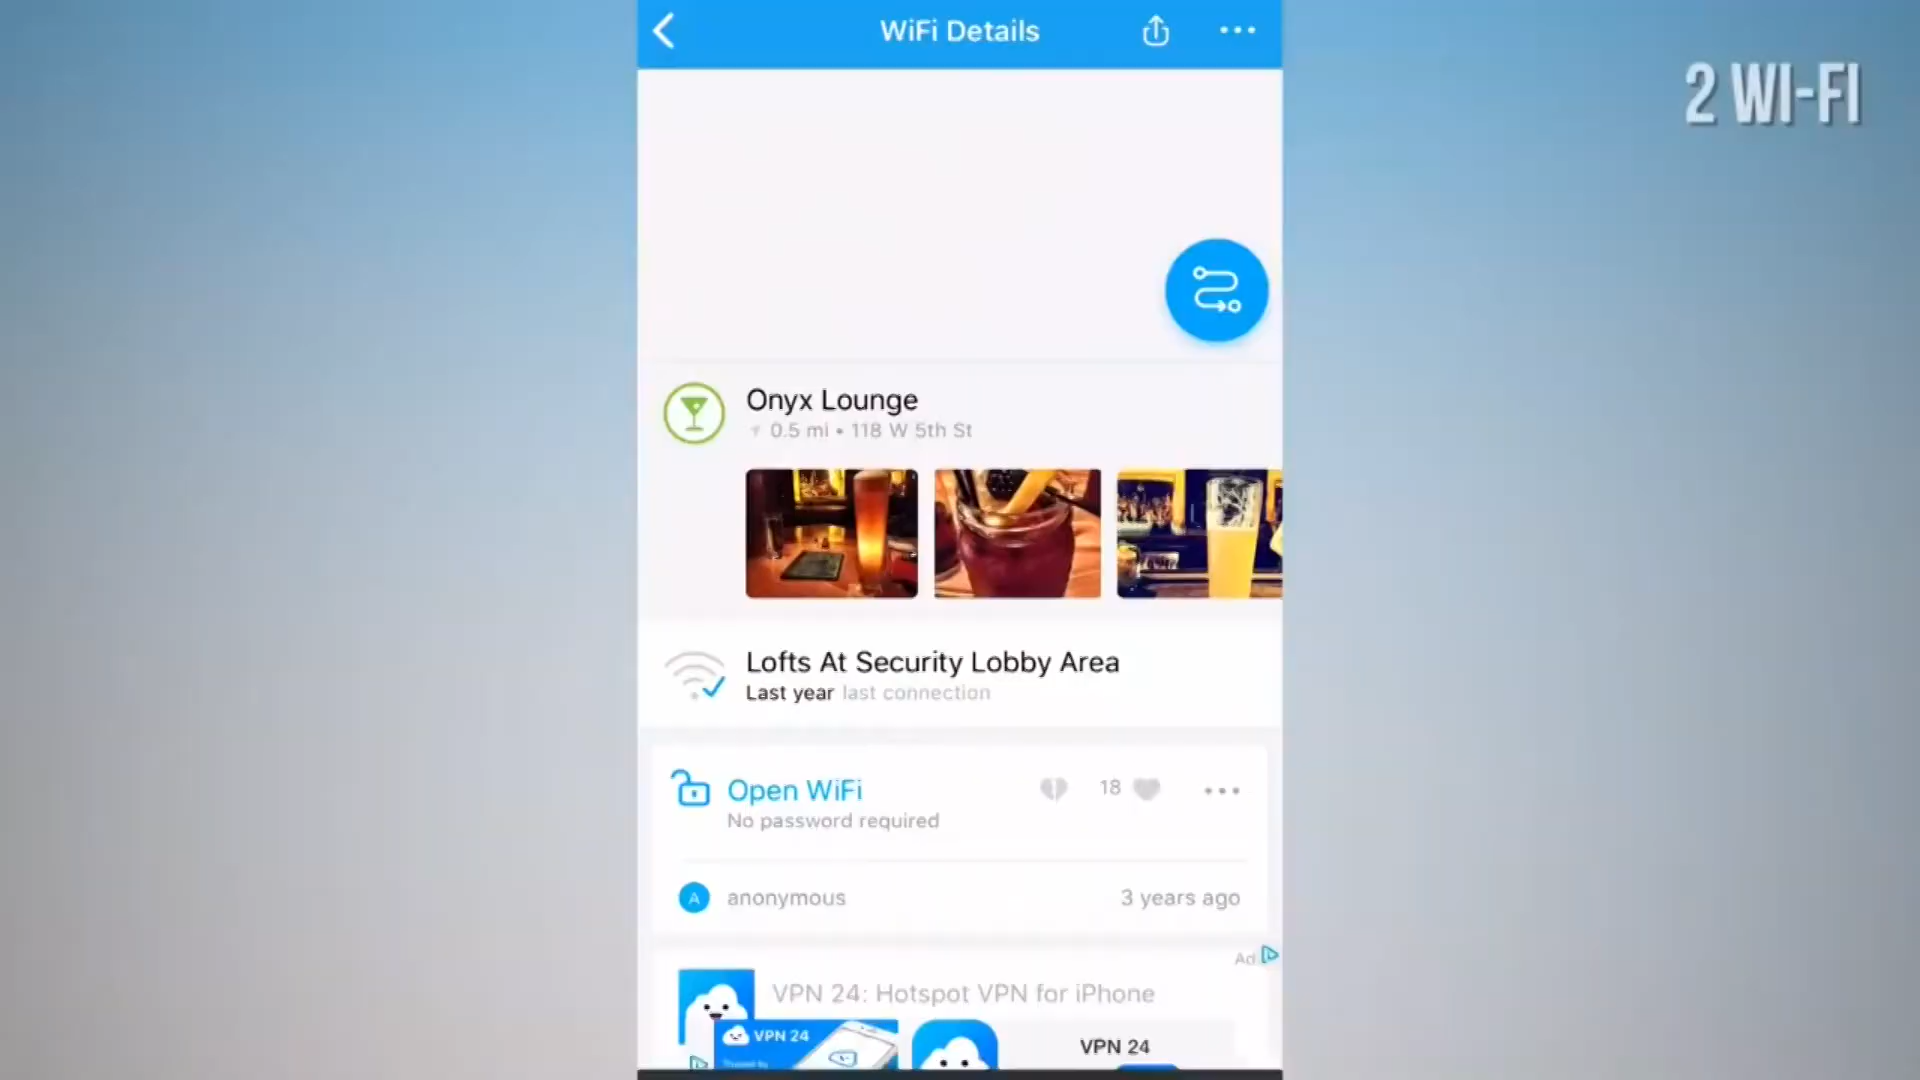 WiFi Details
2 WI-FI
Onyx Lounge
0.5 mi • 118 W 5th St
Lofts At Security Lobby Area
Last year last connection
Open WiFi
18
No password required
A anonymous
3 years ago
Ad
VPN 24: Hotspot VPN for iPhone
VPN 24
VPN 24